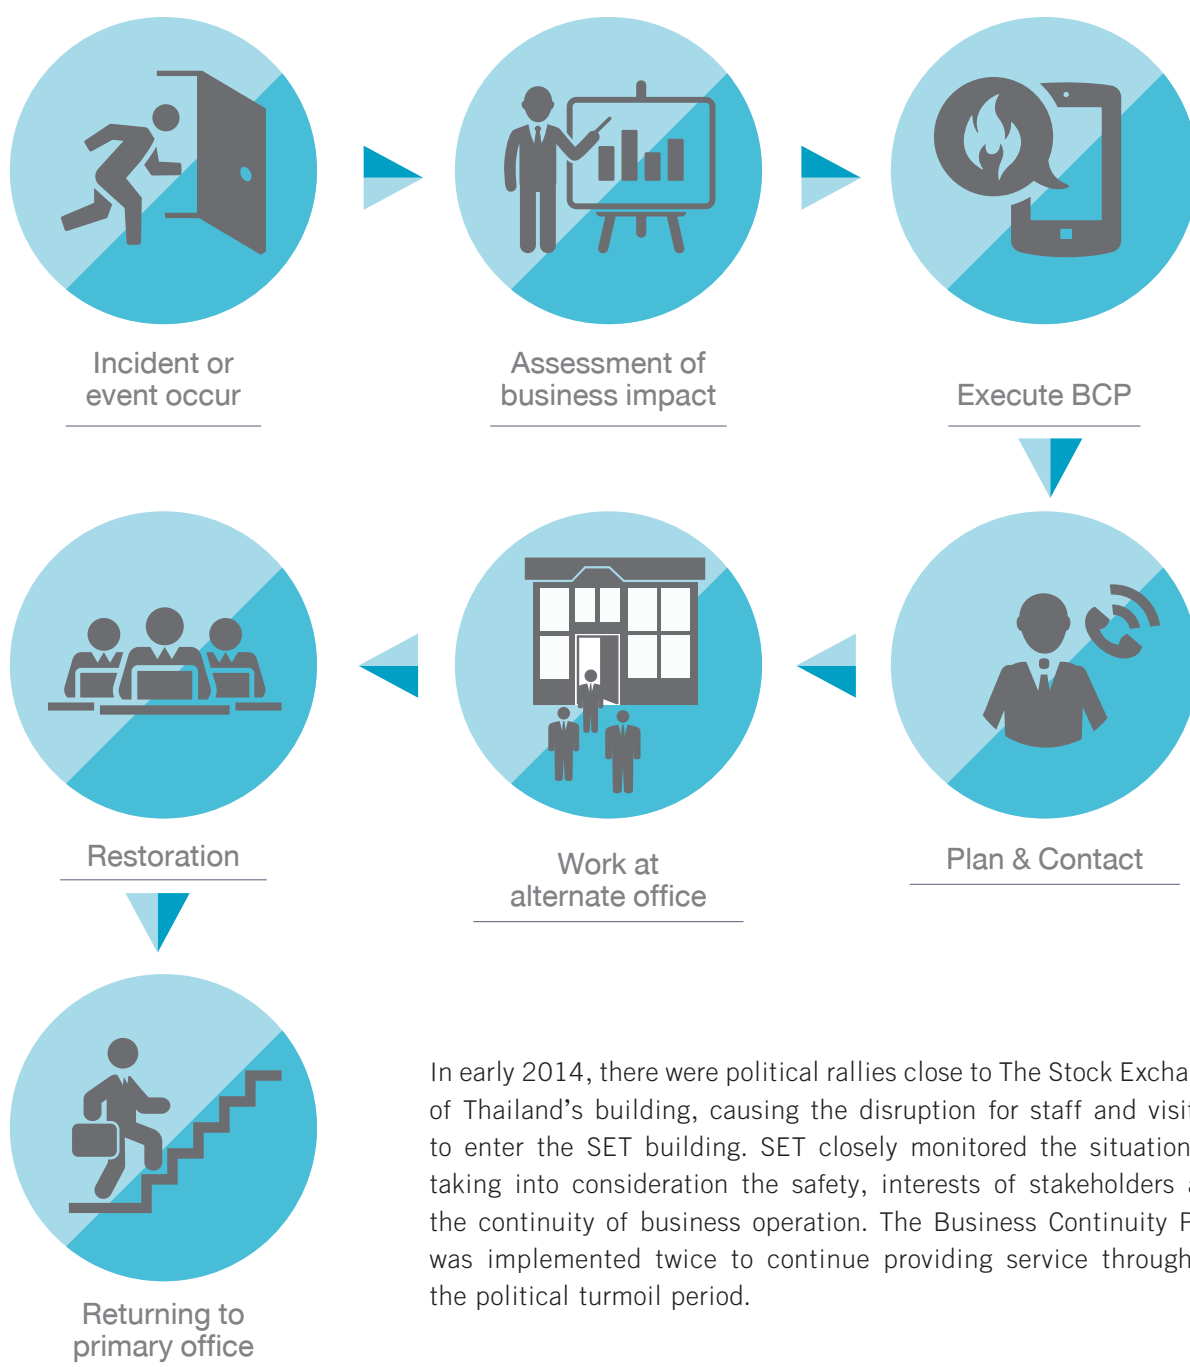 Incident or
event occur
Assessment of
business impact
Execute BCP
Plan & Contact
Work at
alternate office
Restoration
Returning to
primary office
In early 2014, there were political rallies close to The Stock
of Thailand's building, causing the disruption for staff and
to enter the SET building. SET closely monitored the situation
taking into consideration the safety, interests of stakeholders
the continuity of business operation. The Business Continuity
was implemented twice to continue providing service
the political turmoil period.